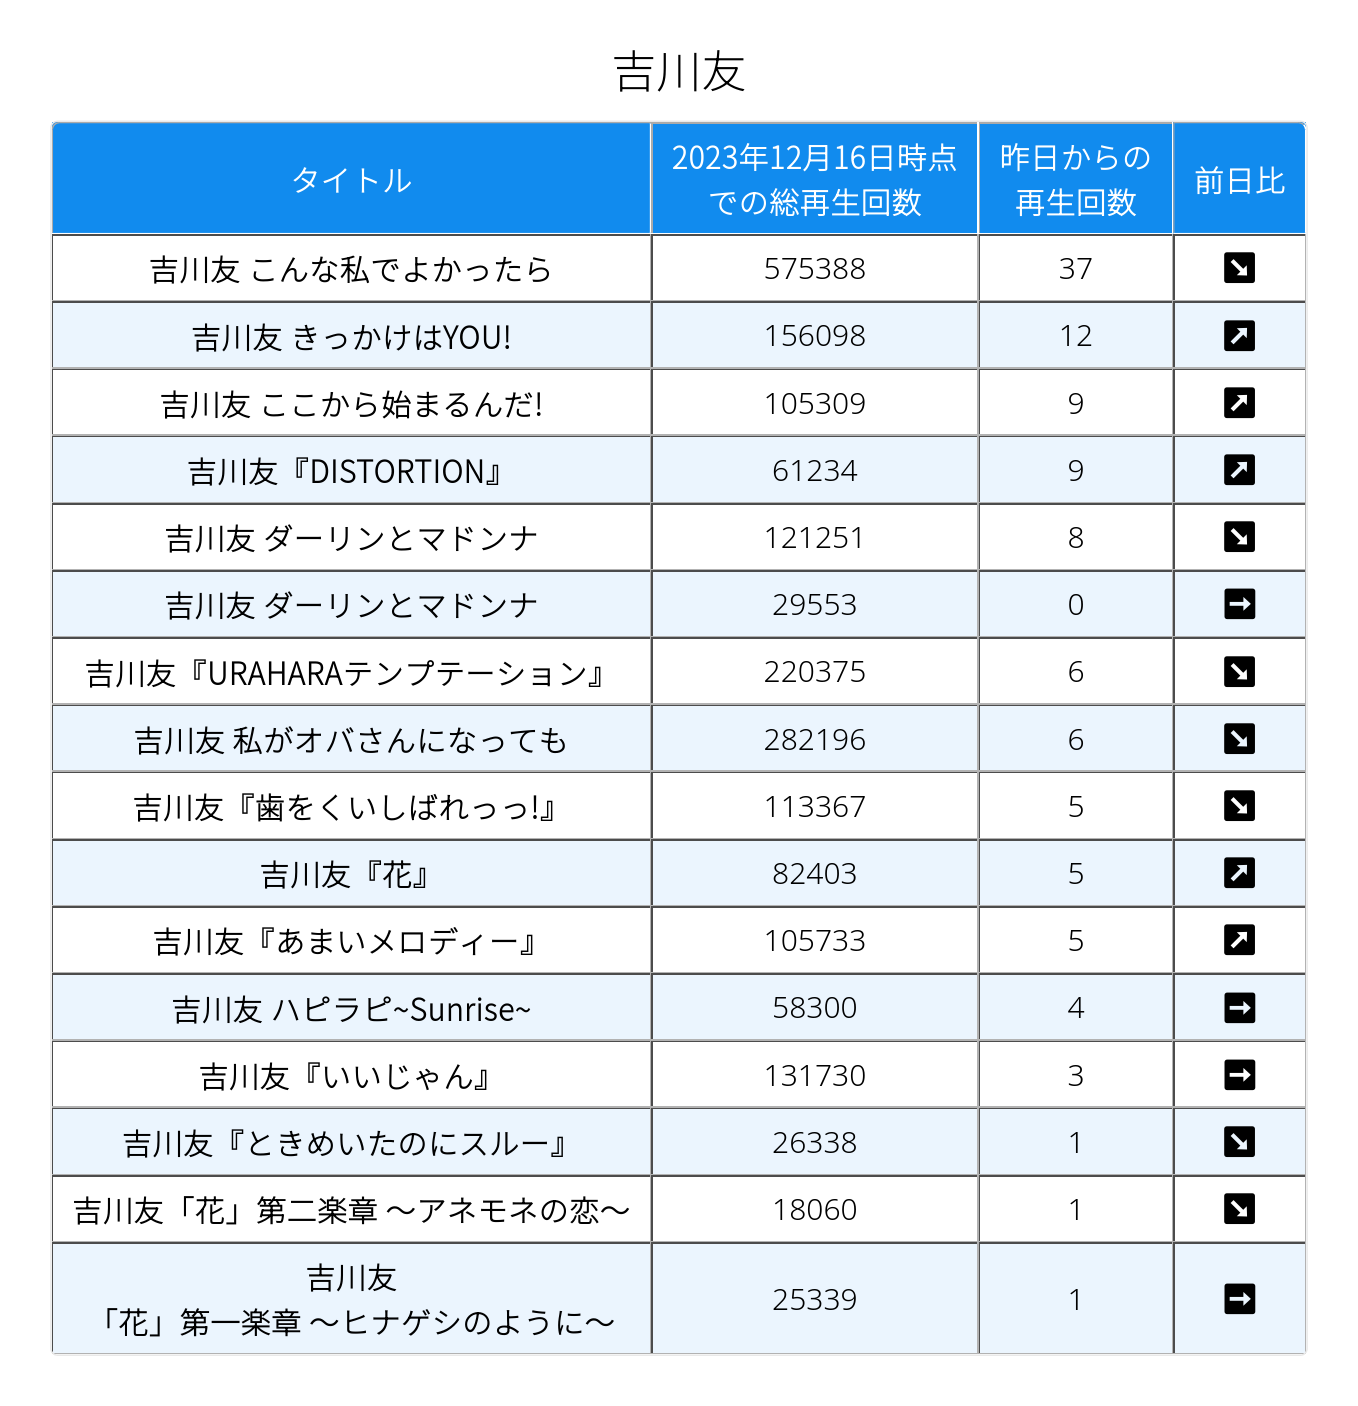 吉川友
タイトル
2023年12月16日時点
での総再生回数
昨日からの
再生回数
前日比
吉川友 こんな私でよかったら 575388 37 ↘
吉川友 きっかけはYOU! 156098 12 ↗
吉川友 ここから始まるんだ! 105309 9 ↗
吉川友『DISTORTION』 61234 9 ↗
吉川友 ダーリンとマドンナ 121251 8 ↘
吉川友 ダーリンとマドンナ 29553 0 →
吉川友『URAHARAテンプテーション』 220375 6 ↘
吉川友 私がオバさんになっても 282196 6 ↘
吉川友『歯をくいしばれっっ!』 113367 5 ↘
吉川友『花』 82403 5 ↗
吉川友『あまいメロディー』 105733 5 ↗
吉川友 ハピラピ~Sunrise~ 58300 4 →
吉川友『いいじゃん』 131730 3 →
吉川友『ときめいたのにスルー』 26338 1 ↘
吉川友「花」第二楽章 〜アネモネの恋〜 18060 1 ↘
吉川友
「花」第一楽章 〜ヒナゲシのように〜 25339 1 →